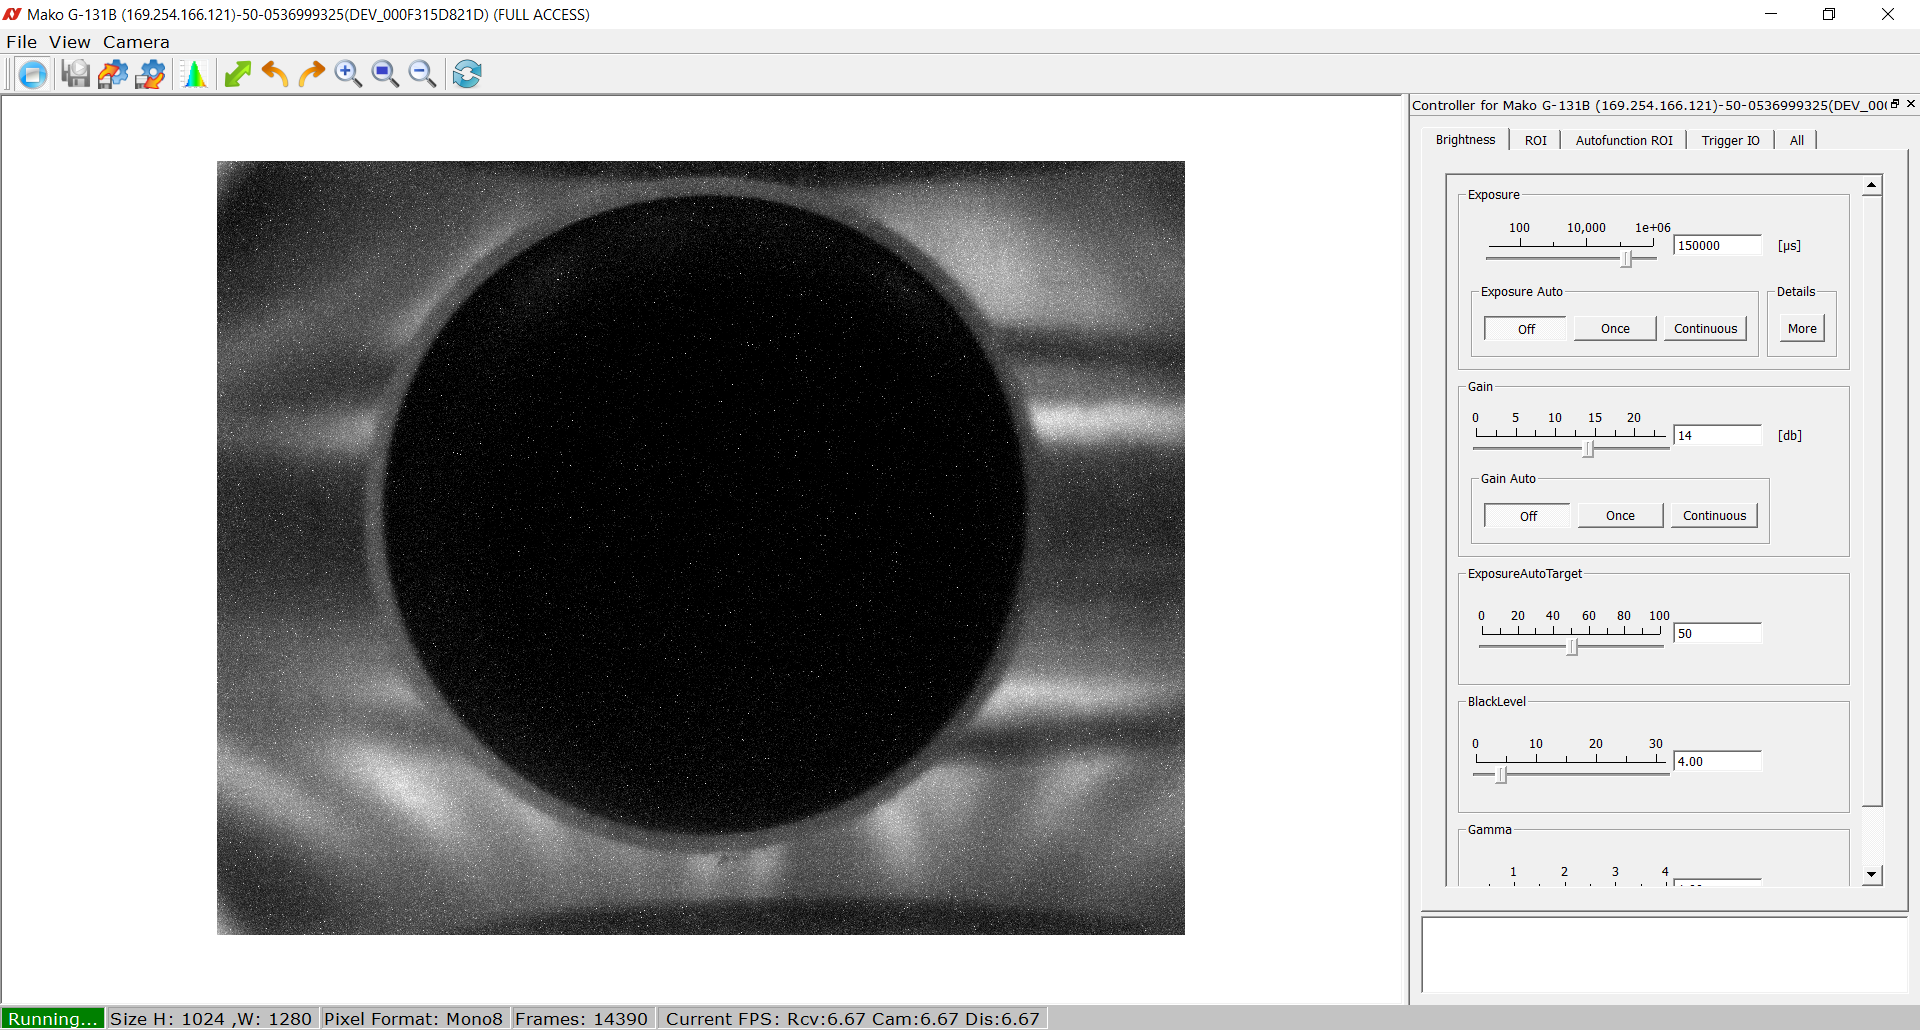 Mako G-131B (169.254.166.121)-50-0536999325(DEV_000F315D821D) (FULL ACCESS)
File View Camera
Controller for Mako G-131B (169.254.166.121)-50-0536999325(DEV_00
Brightness ROI Autofunction ROI Trigger IO All
Exposure
100 10,000 1e+06
150000 [µs]
Exposure Auto Details
Off Once Continuous More
Gain
0 5 10 15 20
14 [db]
Gain Auto
Off Once Continuous
ExposureAutoTarget
0 20 40 60 80 100
50
BlackLevel
0 10 20 30
4.00
Gamma
1 2 3 4
Running... Size H: 1024 ,W: 1280 Pixel Format: Mono8 Frames: 14390 Current FPS: Rcv:6.67 Cam:6.67 Dis:6.67